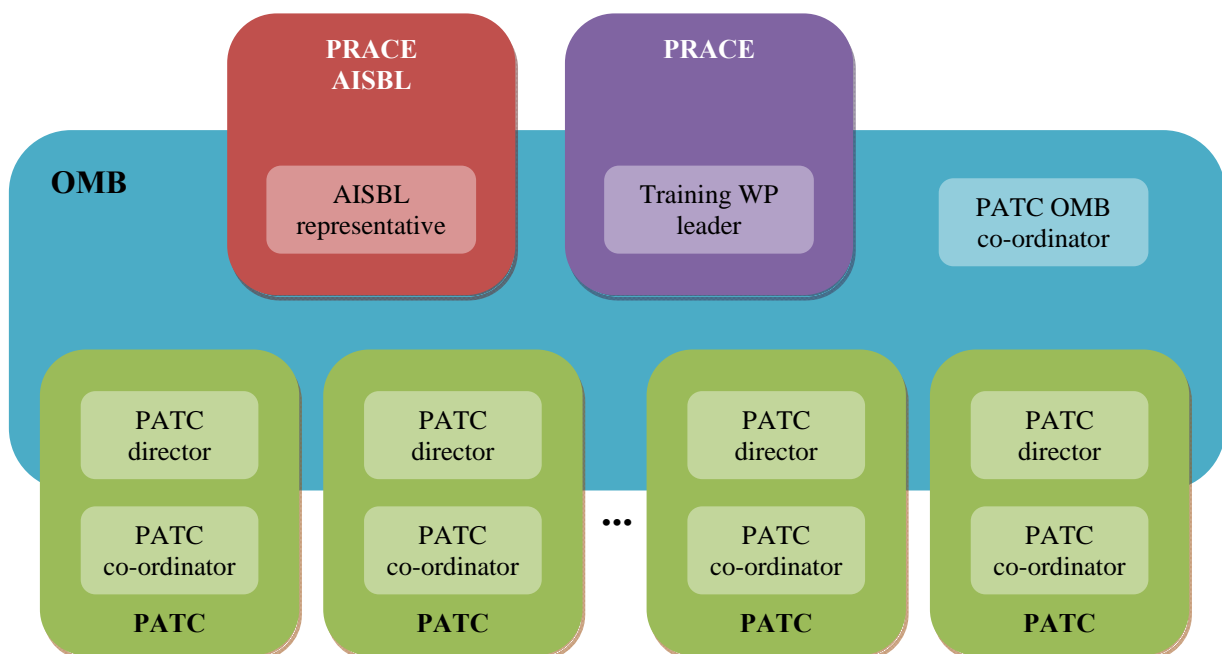 PRACE
AISBL
PRACE
OMB
AISBL
representative
Training WP
leader
PATC OMB
co-ordinator
PATC
director
PATC
director
PATC
director
PATC
director
...
PATC
co-ordinator
PATC
co-ordinator
PATC
co-ordinator
PATC
co-ordinator
PATC
PATC
PATC
PATC